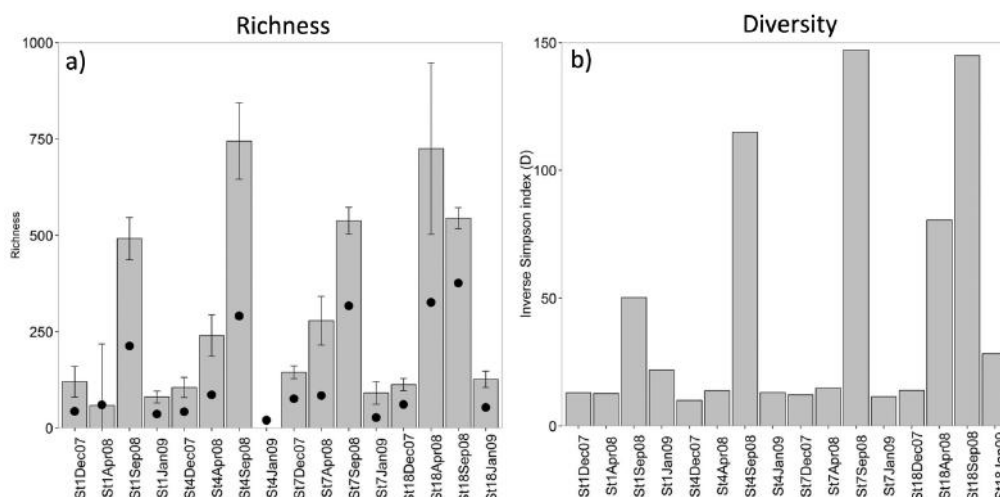 Richness
Diversity
a)
b)
1000
750
500
250
0
Richness
St1Dec07
St1Apr08
St1Sep08
St1Jan09
St4Dec07
St4Apr08
St4Sep08
St4Jan09
St7Dec07
St7Apr08
St7Sep08
St7Jan09
St18Dec07
St18Apr08
St18Sep08
St18Jan09
150
100
50
0
Inverse Simpson index (D)
St1Dec07
St1Apr08
St1Sep08
St1Jan09
St4Dec07
St4Apr08
St4Sep08
St4Jan09
St7Dec07
St7Apr08
St7Sep08
St7Jan09
St18Dec07
St18Apr08
St18Sep08
St18Jan09